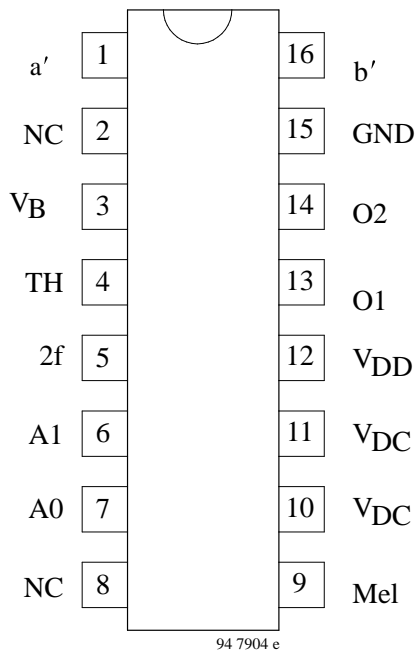 a′ 1 16 b′
NC 2 15 GND
VB 3 14 O2
TH 4 13 O1
2f 5 12 VDD
A1 6 11 VDC
A0 7 10 VDC
NC 8 9 Mel
94 7904 e